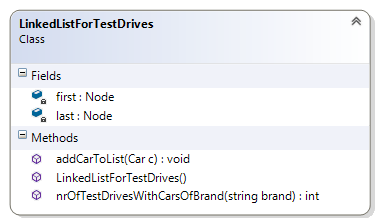 LinkedListForTestDrives
Class
Fields
first : Node
last : Node
Methods
addCarToList(Car c) : void
LinkedListForTestDrives()
nrOfTestDrivesWithCarsOfBrand(string brand) : int